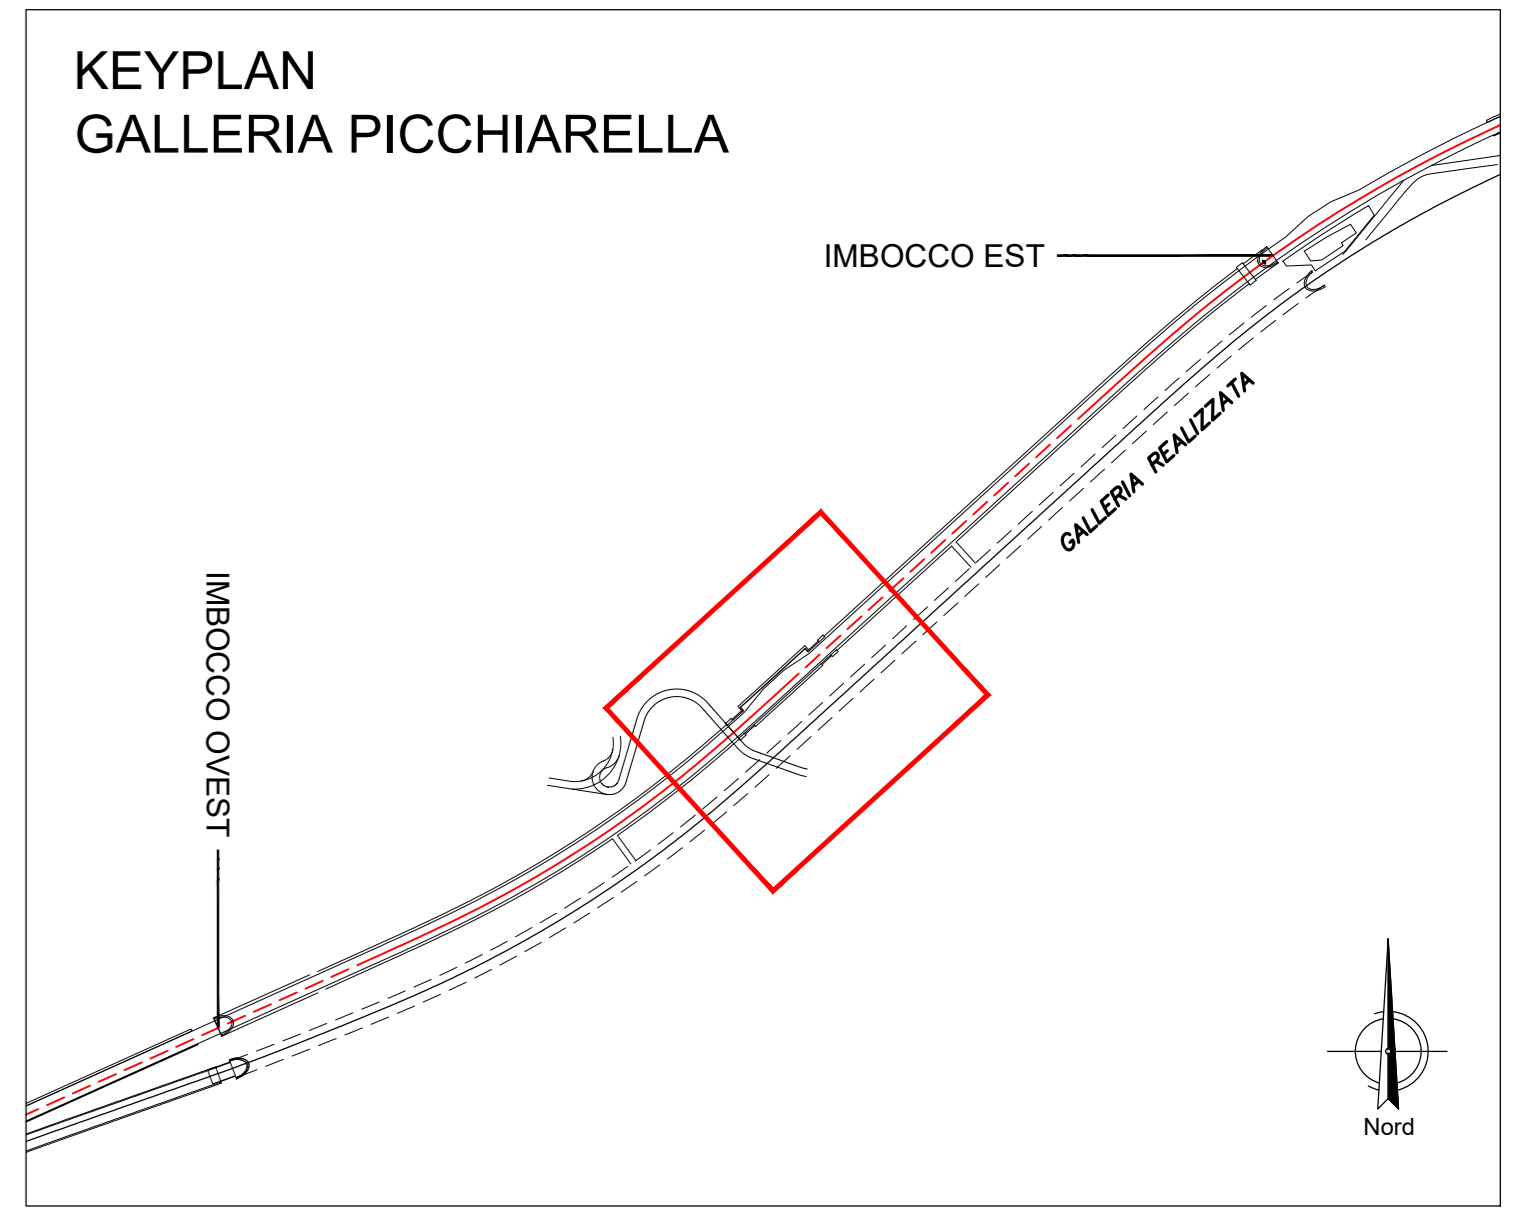 KEYPLAN
GALLERIA PICCHIARELLA
IMBOCCO EST
GALLERIA REALIZZATA
IMBOCCO OVEST
Nord